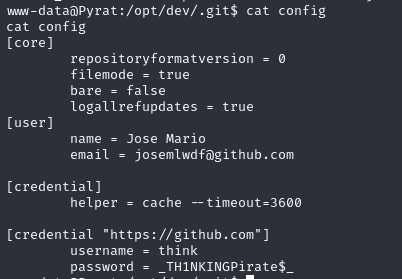 www-data@Pyrat:/opt/dev/.git$ cat config
cat config
[core]
        repositoryformatversion = 0
        filemode = true
        bare = false
        logallrefupdates = true
[user]
        name = Jose Mario
        email = josemlwdf@github.com

[credential]
        helper = cache --timeout=3600

[credential "https://github.com"]
        username = think
        password = _TH1NKINGPirate$_